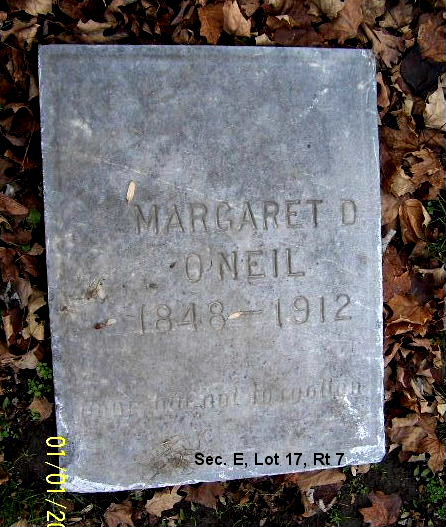 MARGARET D
O'NEIL
1848 — 1912
gone but not forgotten
Sec. E, Lot 17, Rt 7
01/01/20